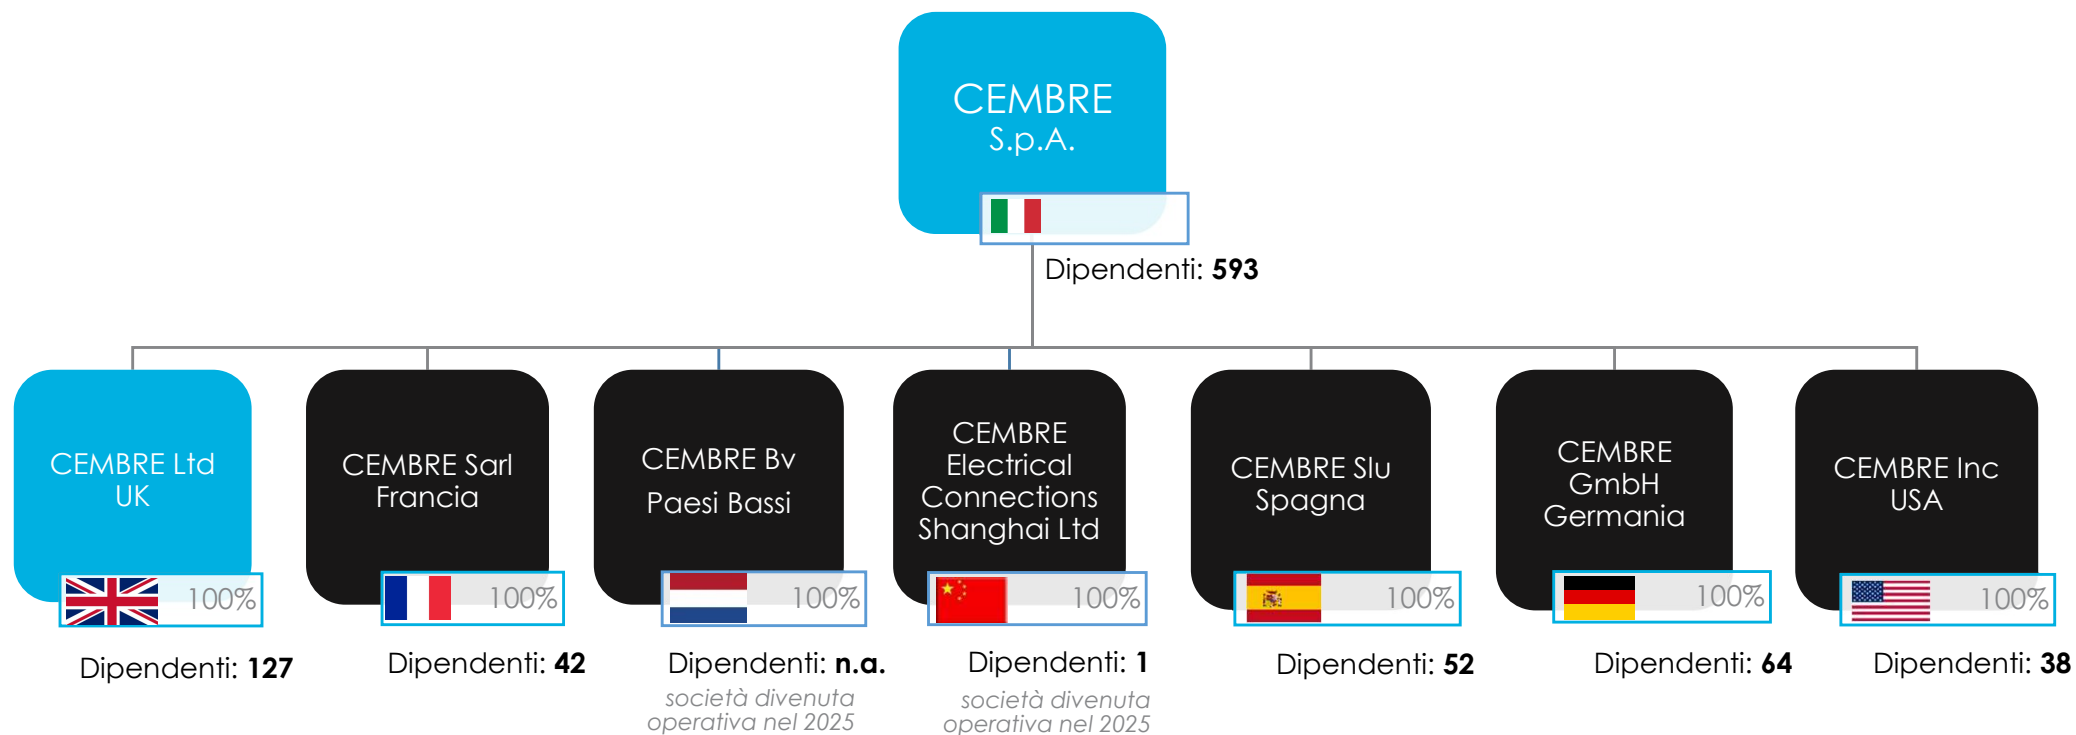 CEMBRE
S.p.A.
Dipendenti: 593
CEMBRE Ltd
UK
100%
Dipendenti: 127
CEMBRE Sarl
Francia
100%
Dipendenti: 42
CEMBRE Bv
Paesi Bassi
100%
Dipendenti: n.a.
società divenuta
operativa nel 2025
CEMBRE
Electrical
Connections
Shanghai Ltd
100%
Dipendenti: 1
società divenuta
operativa nel 2025
CEMBRE Slu
Spagna
100%
Dipendenti: 52
CEMBRE
GmbH
Germania
100%
Dipendenti: 64
CEMBRE Inc
USA
100%
Dipendenti: 38